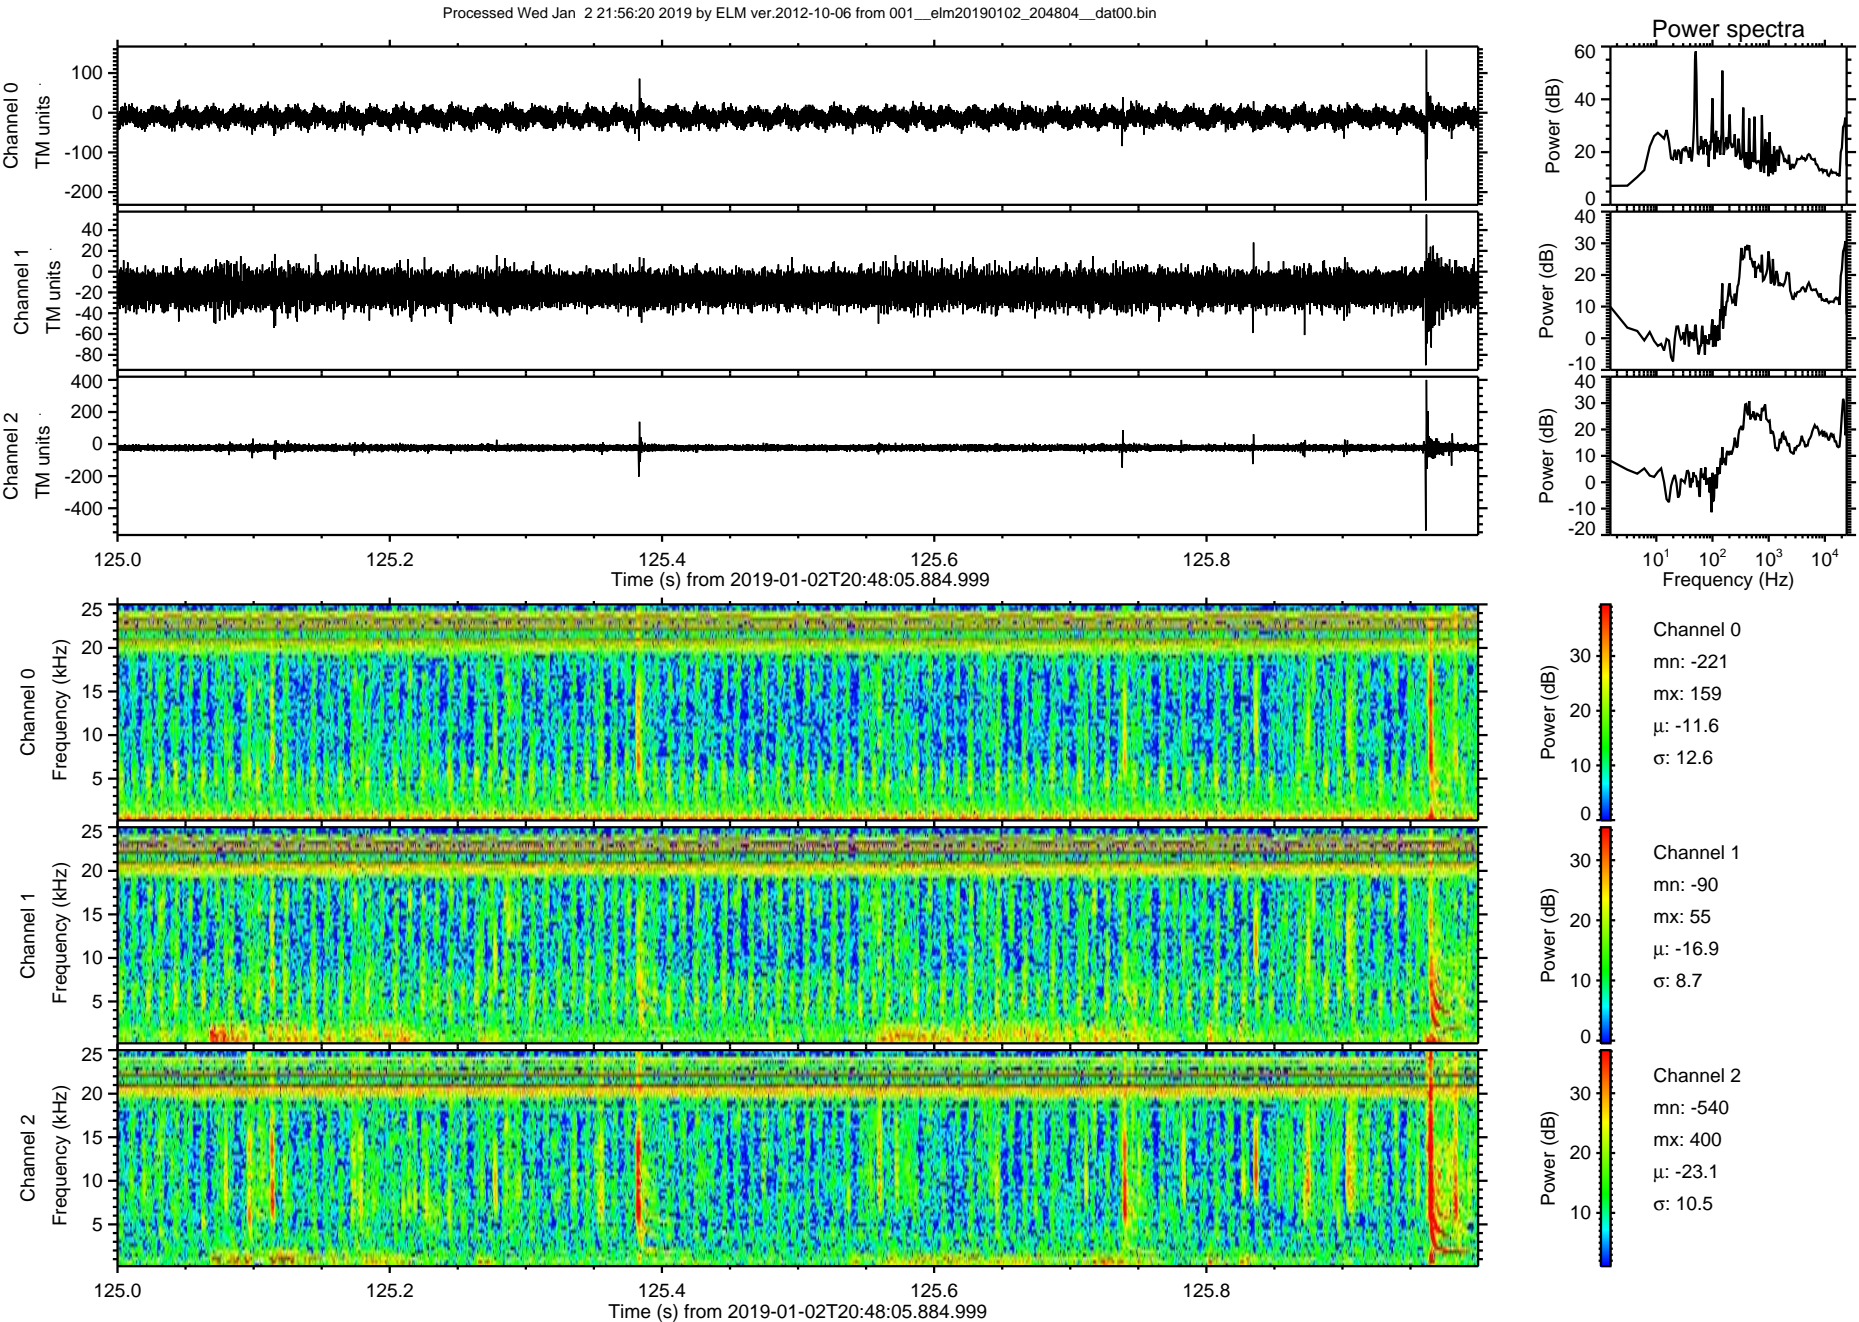 Processed Wed Jan  2 21:56:20 2019 by ELM ver.2012-10-06 from 001__elm20190102_204804__dat00.bin
Power spectra
Channel 0
TM units
100
0
-100
-200
Power (dB)
60
40
20
0
Channel 1
TM units
40
20
0
-20
-40
-60
-80
Power (dB)
40
30
20
10
0
-10
Channel 2
TM units
400
200
0
-200
-400
Power (dB)
40
30
20
10
0
-10
-20
125.0 125.2 125.4 125.6 125.8
Time (s) from 2019-01-02T20:48:05.884.999
10^1 10^2 10^3 10^4
Frequency (Hz)
Channel 0
Frequency (kHz)
25
20
15
10
5
Power (dB)
30
20
10
0
Channel 0
mn: -221
mx: 159
μ: -11.6
σ: 12.6
Channel 1
Frequency (kHz)
25
20
15
10
5
Power (dB)
30
20
10
0
Channel 1
mn: -90
mx: 55
μ: -16.9
σ: 8.7
Channel 2
Frequency (kHz)
25
20
15
10
5
Power (dB)
30
20
10
Channel 2
mn: -540
mx: 400
μ: -23.1
σ: 10.5
125.0 125.2 125.4 125.6 125.8
Time (s) from 2019-01-02T20:48:05.884.999